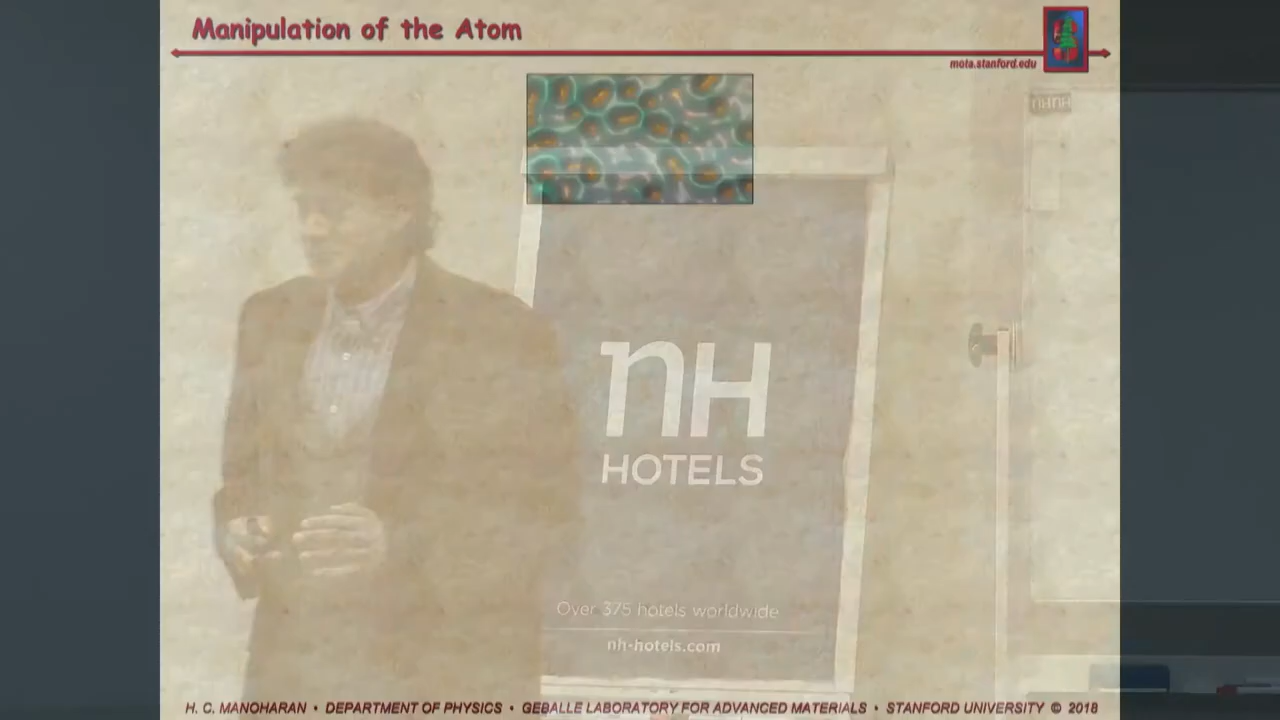 Manipulation of the Atom
mota.stanford.edu
nH
HOTELS
Over 375 hotels worldwide
nh-hotels.com
H. C. MANOHARAN • DEPARTMENT OF PHYSICS • GEBALLE LABORATORY FOR ADVANCED MATERIALS • STANFORD UNIVERSITY © 2018